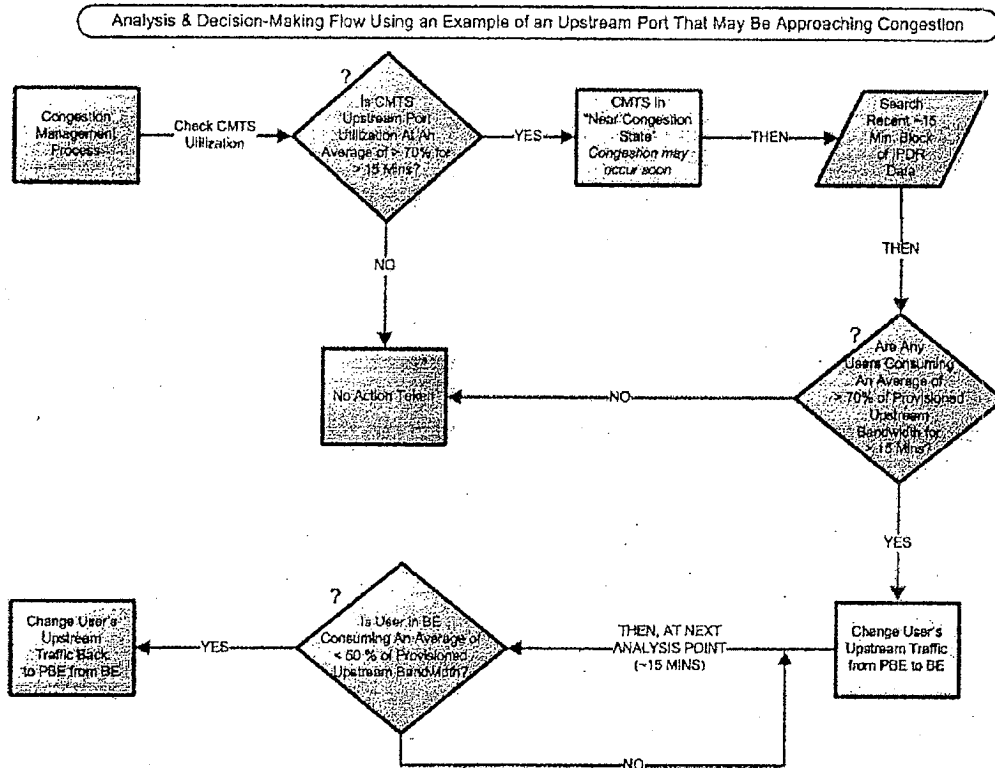 Analysis & Decision-Making Flow Using an Example of an Upstream Port That May Be Approaching Congestion
Congestion
Management
Process
Check CMTS
Utilization
?
Is CMTS
Upstream Port
Utilization At An
Average of > 70% for
> 15 Mins?
YES
CMTS in
"Near Congestion
State"
Congestion may
occur soon
THEN
Search
Recent ~15
Min. Block
of IPDR
Data
THEN
NO
No Action Taken
NO
?
Are Any
Users Consuming
An Average of
> 70% of Provisioned
Upstream
Bandwidth for
> 15 Mins?
YES
Change User's
Upstream Traffic
from PBE to BE
THEN, AT NEXT
ANALYSIS POINT
(~15 MINS)
?
Is User in BE
Consuming An Average of
< 50 % of Provisioned
Upstream Bandwidth?
YES
Change User's
Upstream
Traffic Back
to PBE from BE
NO